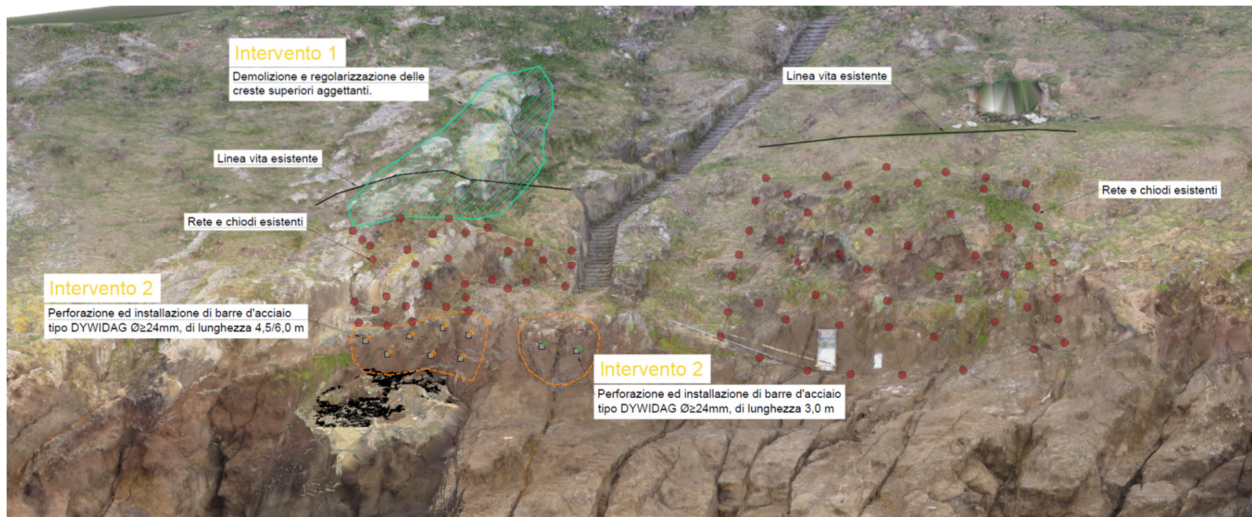 Intervento 1
Demolizione e regolarizzazione delle
creste superiori aggettanti.
Linea vita esistente
Linea vita esistente
Rete e chiodi esistenti
Rete e chiodi esistenti
Intervento 2
Perforazione ed installazione di barre d'acciaio
tipo DYWIDAG Ø≥24mm, di lunghezza 4,5/6,0 m
Intervento 2
Perforazione ed installazione di barre d'acciaio
tipo DYWIDAG Ø≥24mm, di lunghezza 3,0 m